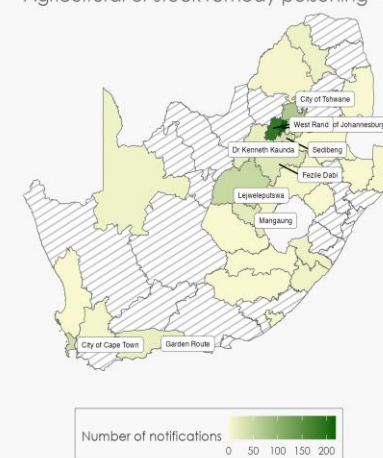 Agricultural or stock remedy poisoning
City of Tshwane
West Rand
of Johannesburg
Dr Kenneth Kaunda
Sedibeng
Fezile Dabi
Lejweleputswa
Mangaung
City of Cape Town
Garden Route
Number of notifications
0 50 100 150 200